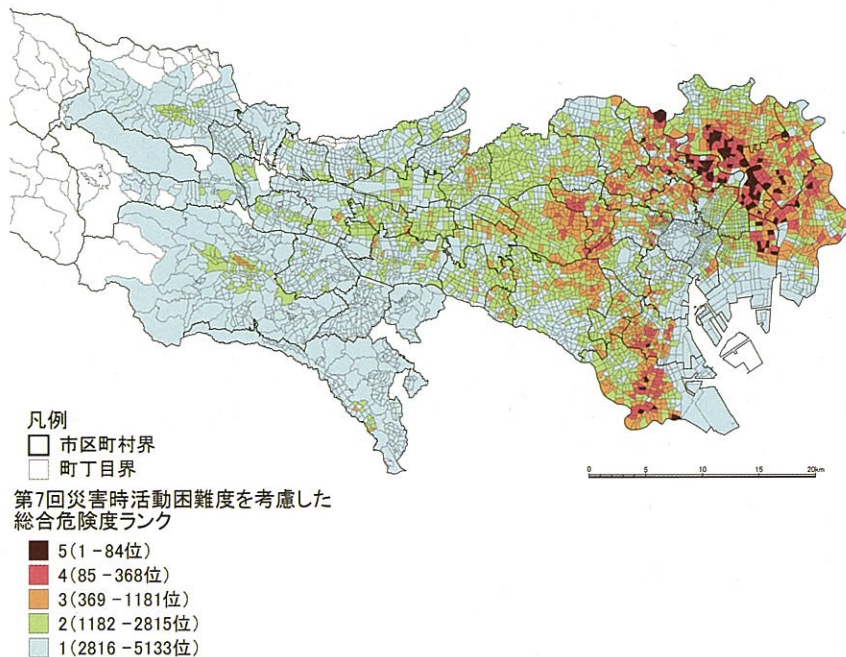 凡例
市区町村界
町丁目界
0 5 10 15 20km
第7回災害時活動困難度を考慮した
総合危険度ランク
5(1-84位)
4(85-368位)
3(369-1181位)
2(1182-2815位)
1(2816-5133位)